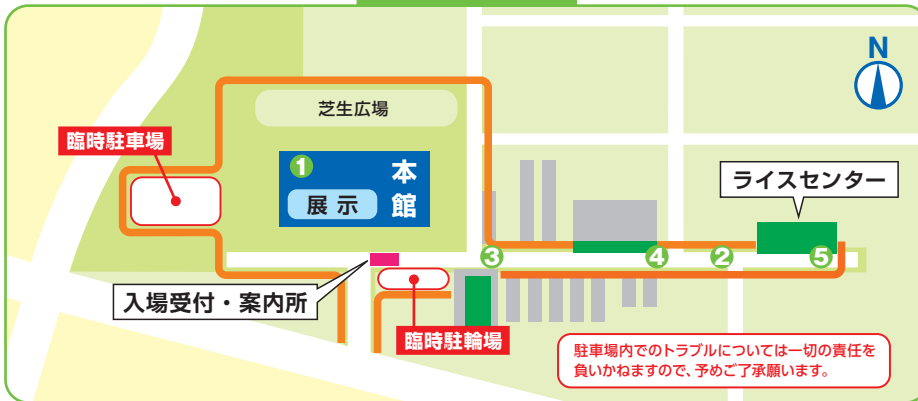 N
芝生広場
臨時駐車場
1
本館
展示
ライスセンター
3
4
2
5
入場受付・案内所
臨時駐輪場
駐車場内でのトラブルについては一切の責任を
負いかねますので、予めご了承願います。